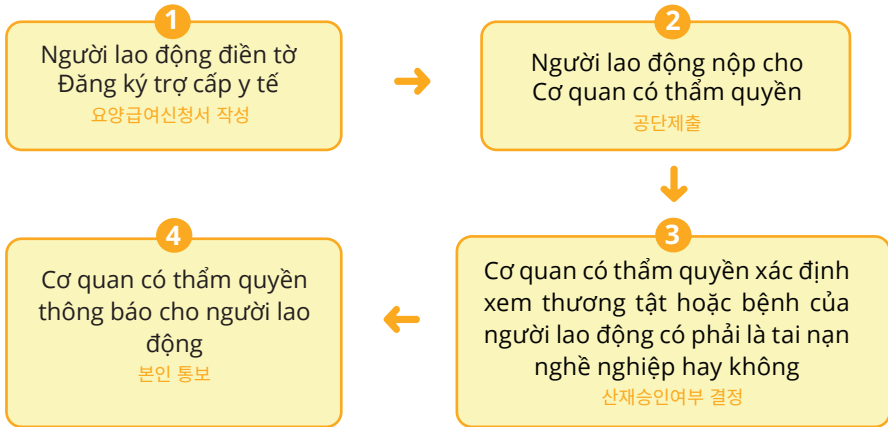 1
Người lao động điền tờ
Đăng ký trợ cấp y tế
요양급여신청서 작성
2
Người lao động nộp cho
Cơ quan có thẩm quyền
공단제출
3
Cơ quan có thẩm quyền xác định
xem thương tật hoặc bệnh của
người lao động có phải là tai nạn
nghề nghiệp hay không
산재승인여부 결정
4
Cơ quan có thẩm quyền
thông báo cho người lao
động
본인 통보